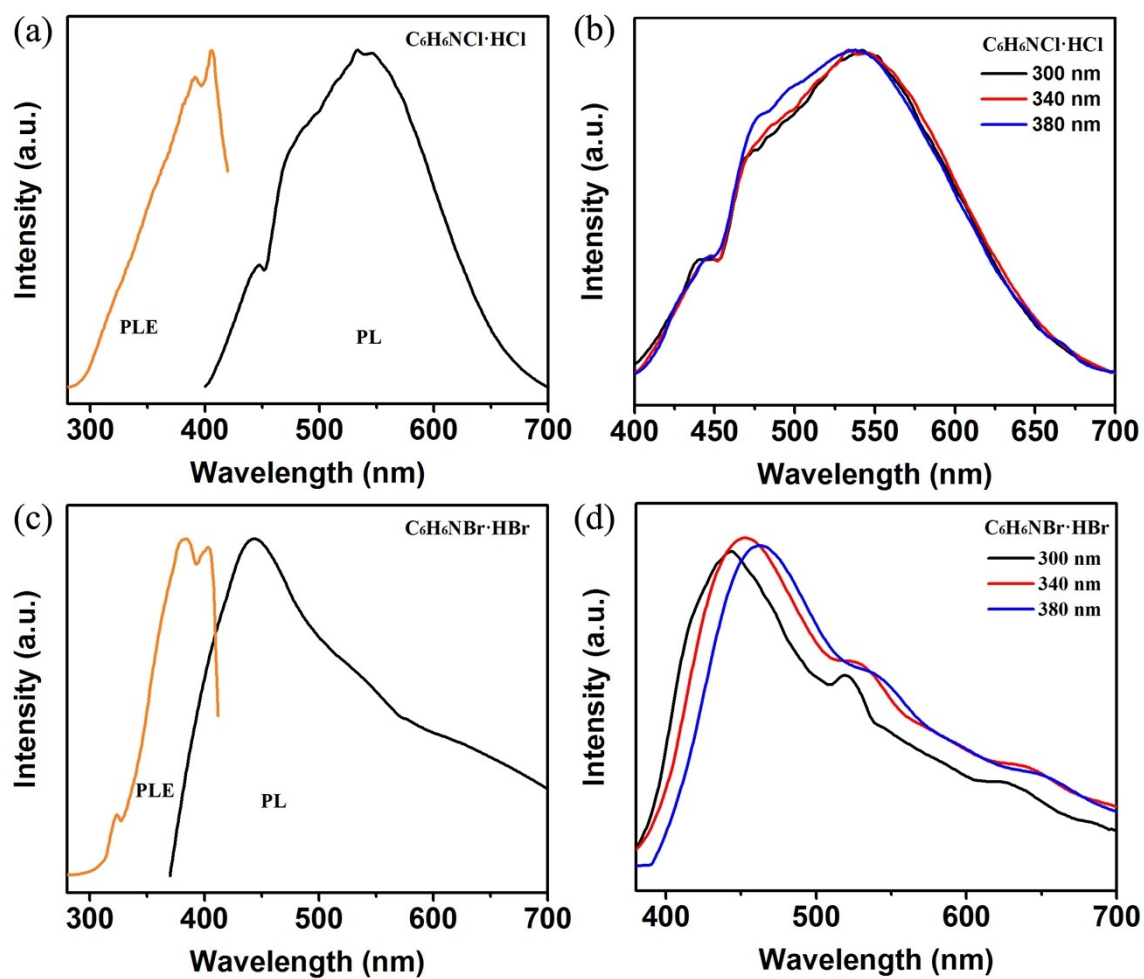 (a)
C₆H₆NCl·HCl
PLE
PL
Intensity (a.u.)
300 400 500 600 700
Wavelength (nm)
(b)
C₆H₆NCl·HCl
300 nm
340 nm
380 nm
Intensity (a.u.)
400 450 500 550 600 650 700
Wavelength (nm)
(c)
C₆H₆NBr·HBr
PLE
PL
Intensity (a.u.)
300 400 500 600 700
Wavelength (nm)
(d)
C₆H₆NBr·HBr
300 nm
340 nm
380 nm
Intensity (a.u.)
400 500 600 700
Wavelength (nm)